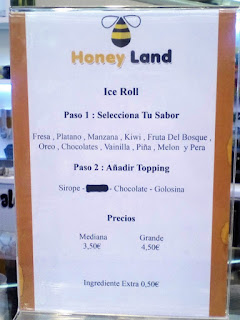 Honey Land
Ice Roll
Paso 1 : Selecciona Tu Sabor
Fresa , Platano , Manzana , Kiwi , Fruta Del Bosque ,
Oreo , Chocolates , Vainilla , Piña , Melon y Pera
Paso 2 : Añadir Topping
Sirope - - Chocolate - Golosina
Precios
Mediana Grande
3,50€ 4,50€
Ingrediente Extra 0,50€